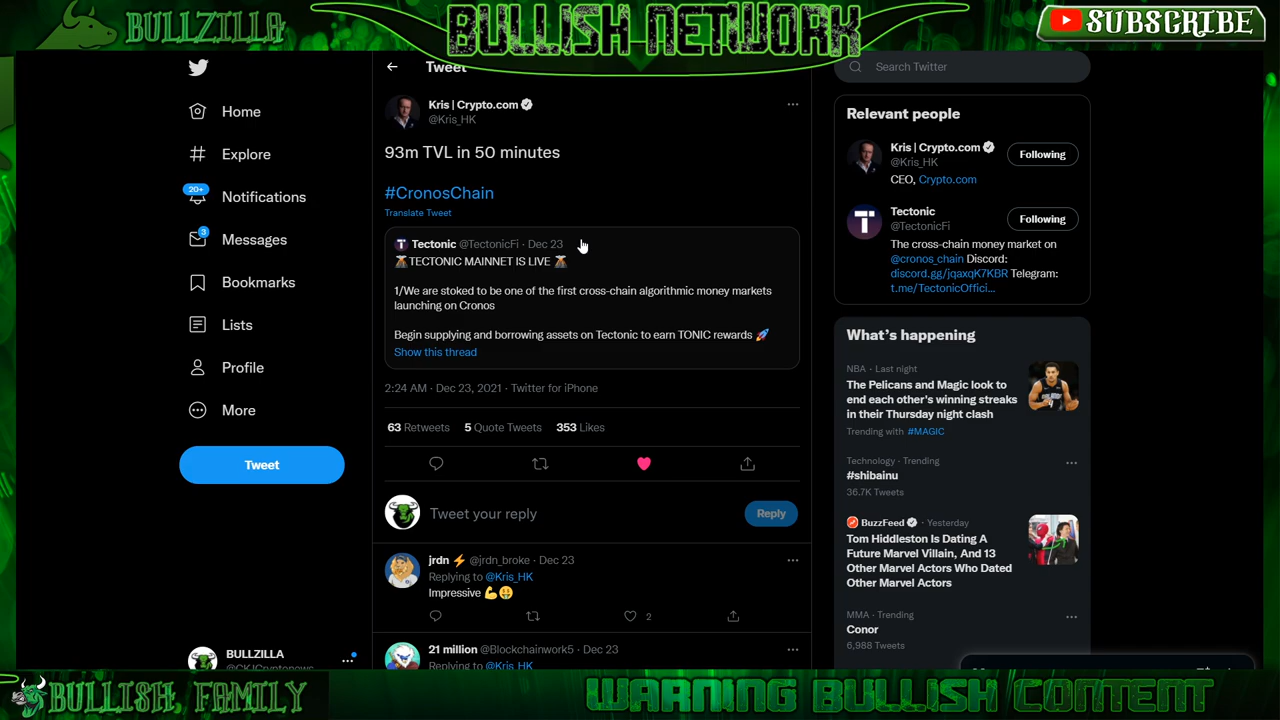 BULLZILLA
BULLISH NETWORK
SUBSCRIBE
Home
Explore
20+
Notifications
3
Messages
Bookmarks
Lists
Profile
More
Tweet
BULLZILLA
Tweet
Kris | Crypto.com
@Kris_HK
93m TVL in 50 minutes
#CronosChain
Translate Tweet
Tectonic @TectonicFi · Dec 23
🌋TECTONIC MAINNET IS LIVE 🌋
1/We are stoked to be one of the first cross-chain algorithmic money markets
launching on Cronos
Begin supplying and borrowing assets on Tectonic to earn TONIC rewards 🚀
Show this thread
2:24 AM · Dec 23, 2021 · Twitter for iPhone
63 Retweets 5 Quote Tweets 353 Likes
Tweet your reply
Reply
jrdn ⚡ @jrdn_broke · Dec 23
Replying to @Kris_HK
Impressive 💪🤑
2
21 million @Blockchainwork5 · Dec 23
Replying to @Kris_HK
Search Twitter
Relevant people
Kris | Crypto.com
@Kris_HK
Following
CEO, Crypto.com
Tectonic
@TectonicFi
Following
The cross-chain money market on
@cronos_chain Discord:
discord.gg/jqaxqK7KBR Telegram:
t.me/TectonicOffici...
What's happening
NBA · Last night
The Pelicans and Magic look to
end each other's winning streaks
in their Thursday night clash
Trending with #MAGIC
Technology · Trending
#shibainu
36.7K Tweets
BuzzFeed · Yesterday
Tom Hiddleston Is Dating A
Future Marvel Villain, And 13
Other Marvel Actors Who Dated
Other Marvel Actors
MMA · Trending
Conor
6,988 Tweets
BULLISH FAMILY
WARNING BULLISH CONTENT